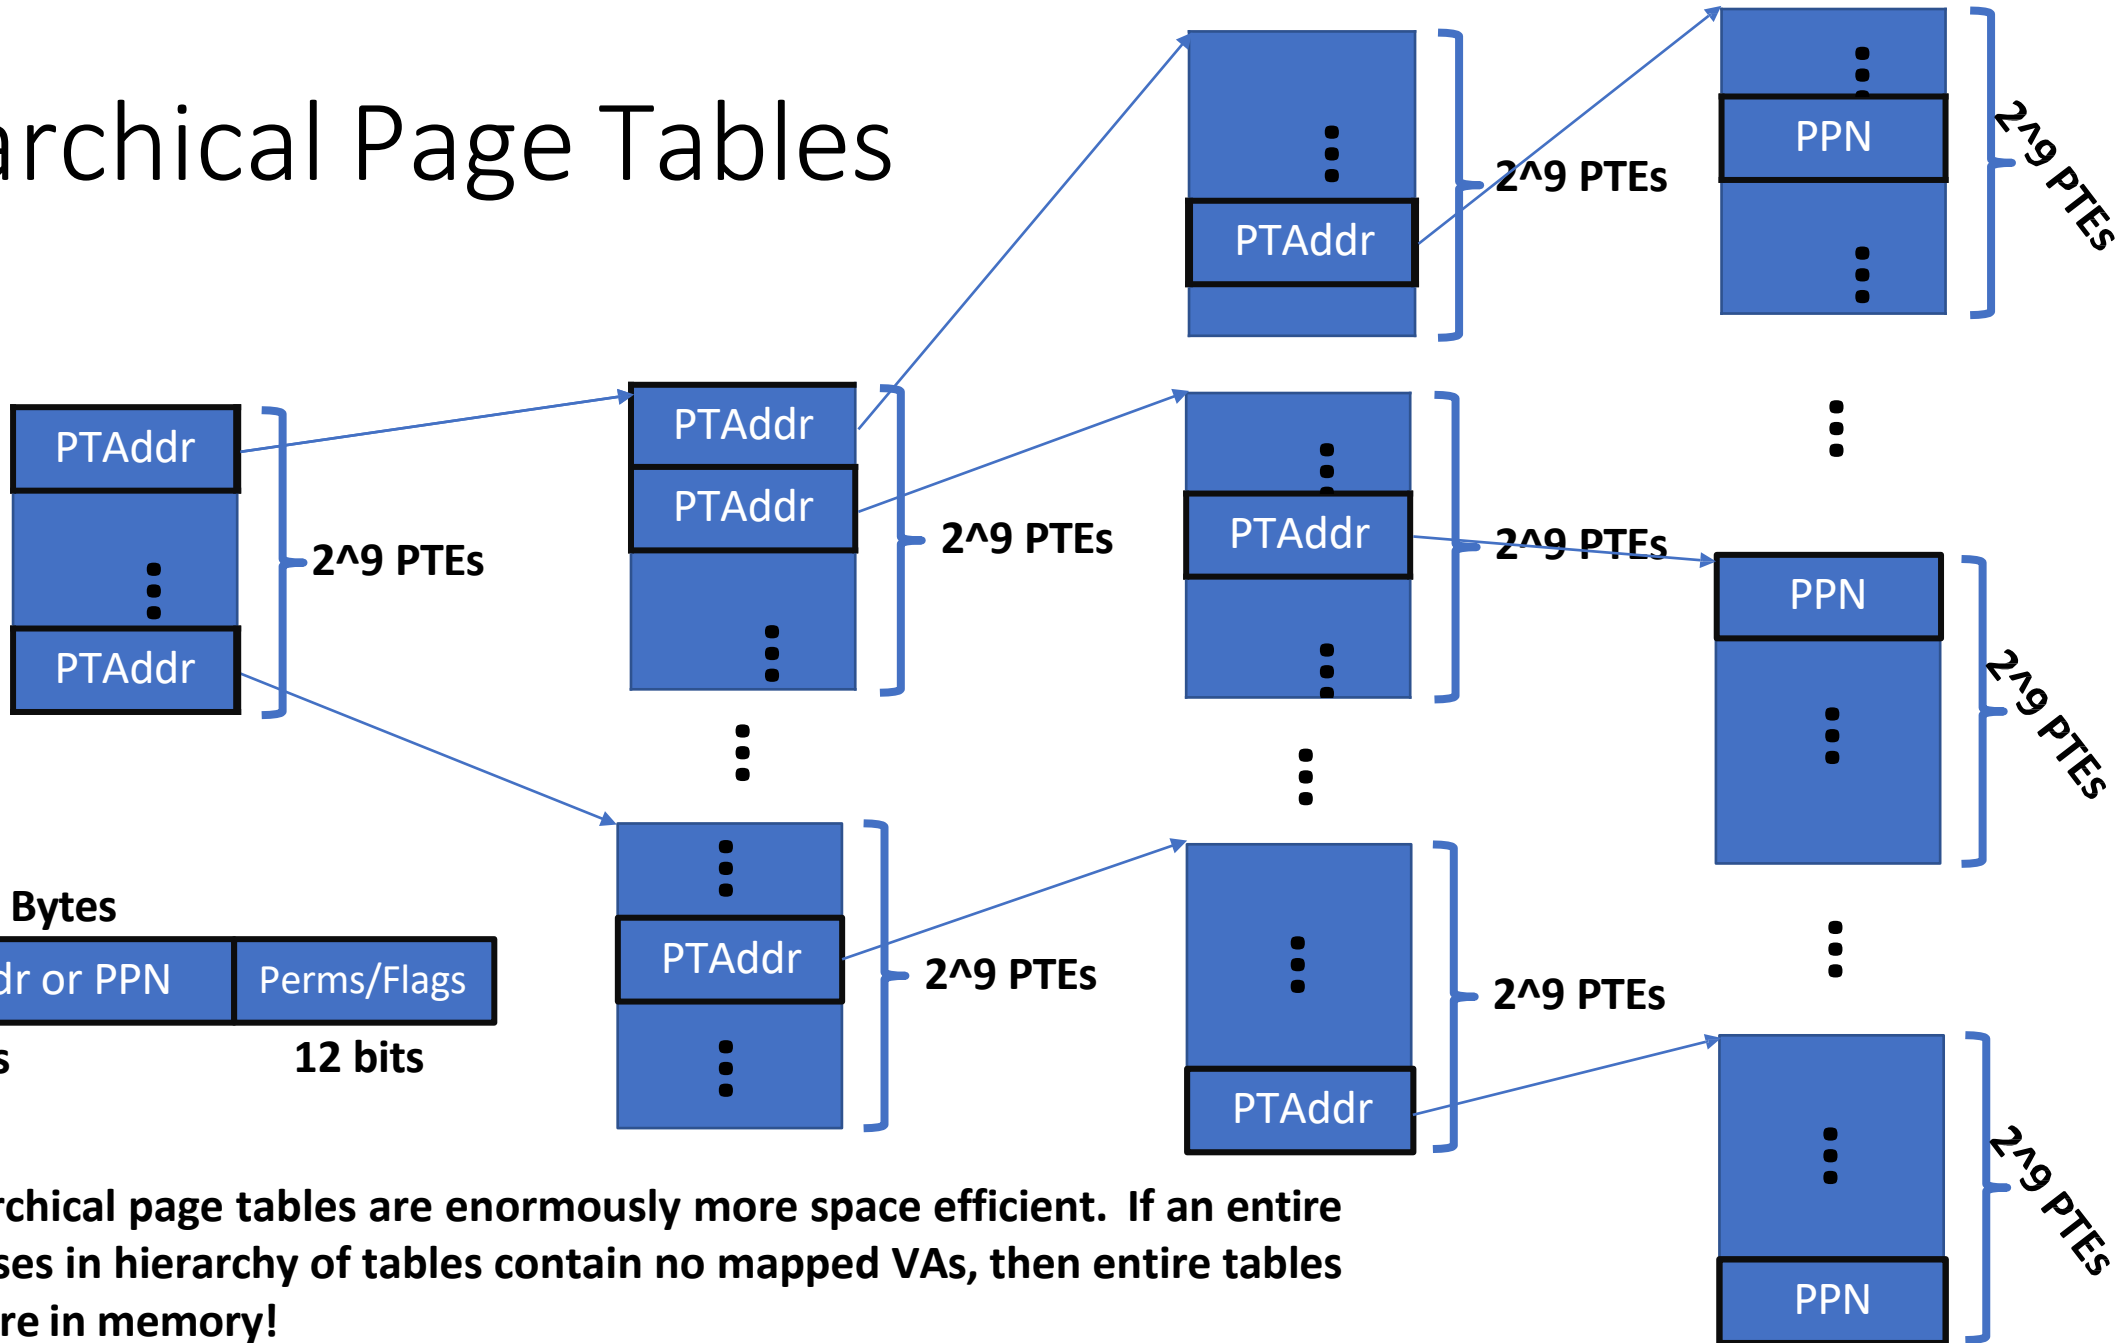 archical Page Tables
PTAddr
PTAddr
2^9 PTEs
PTAddr
PTAddr
2^9 PTEs
PTAddr
2^9 PTEs
PTAddr
2^9 PTEs
PTAddr
2^9 PTEs
PTAddr
2^9 PTEs
PPN
2^9 PTEs
PPN
2^9 PTEs
PPN
2^9 PTEs
Bytes
dr or PPN
Perms/Flags
s
12 bits
rchical page tables are enormously more space efficient. If an entire
ses in hierarchy of tables contain no mapped VAs, then entire tables
re in memory!